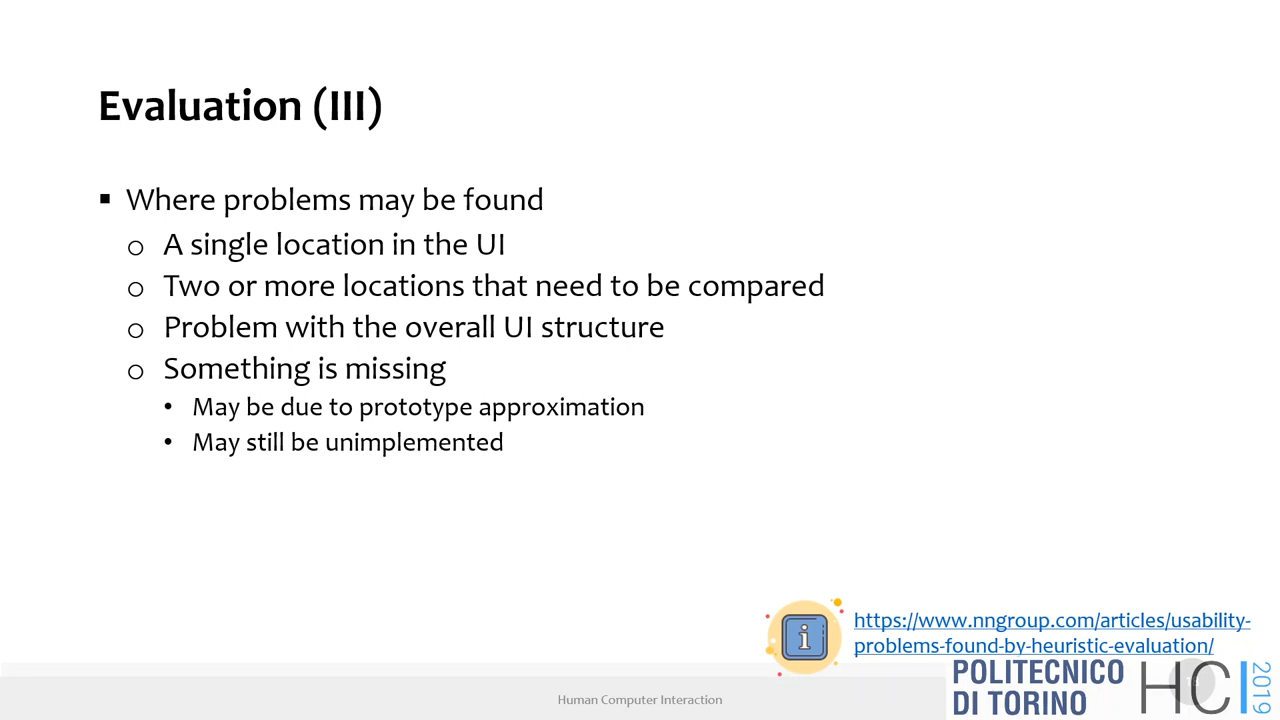 Evaluation (III)
▪ Where problems may be found
o A single location in the UI
o Two or more locations that need to be compared
o Problem with the overall UI structure
o Something is missing
• May be due to prototype approximation
• May still be unimplemented
https://www.nngroup.com/articles/usability-
problems-found-by-heuristic-evaluation/
Human Computer Interaction
POLITECNICO
DI TORINO
HCI
2019